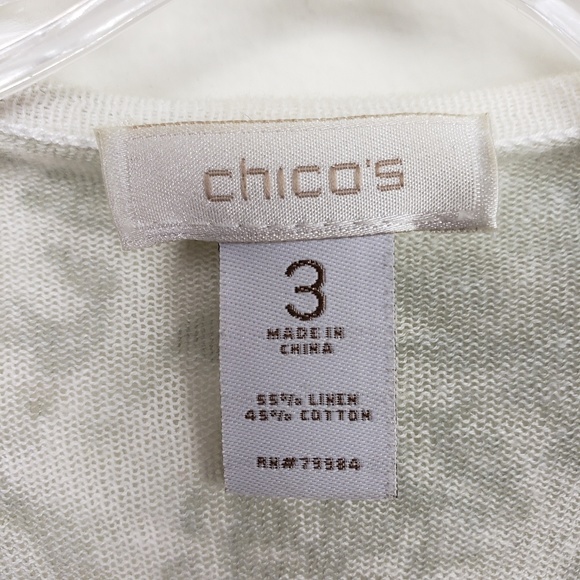 chico's
3
MADE IN
CHINA
55% LINEN
45% COTTON
RN#79984